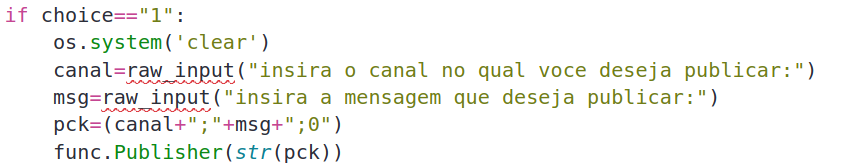 if choice=="1":
os.system('clear')
canal=raw_input("insira o canal no qual voce deseja publicar:")
msg=raw_input("insira a mensagem que deseja publicar:")
pck=(canal+";"+msg+";0")
func.Publisher(str(pck))